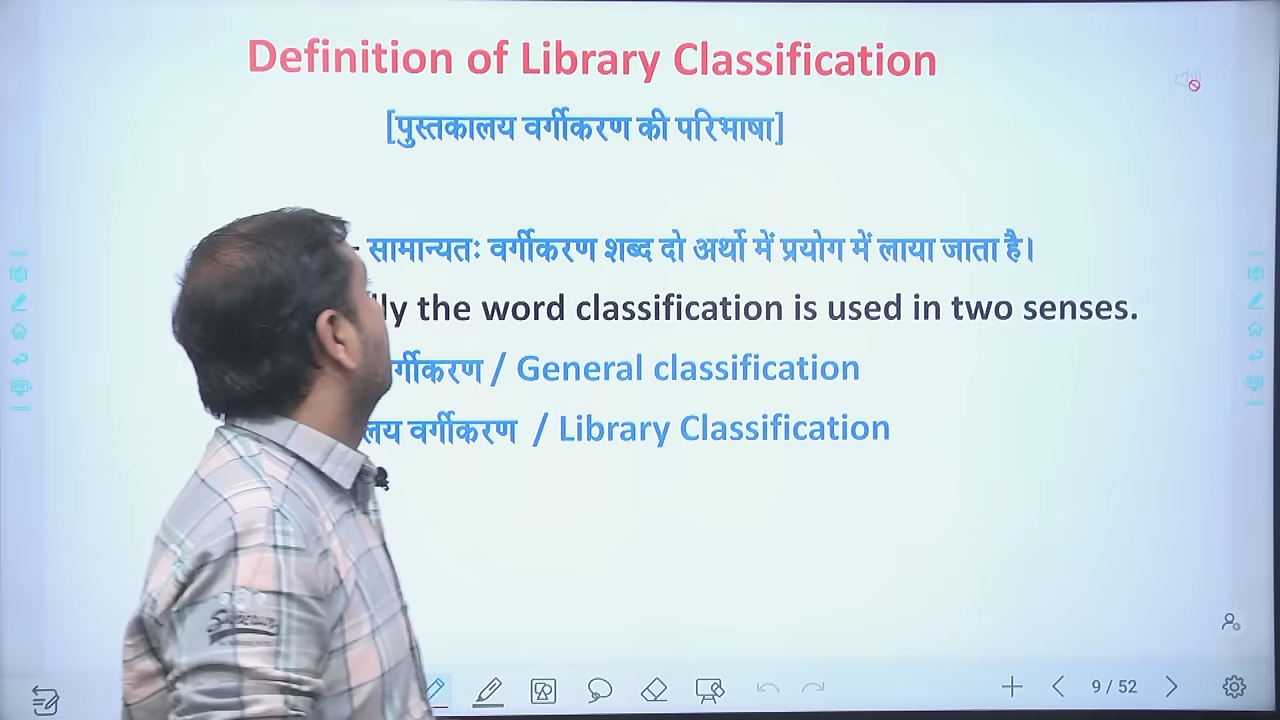 Definition of Library Classification
[पुस्तकालय वर्गीकरण की परिभाषा]
- सामान्यतः वर्गीकरण शब्द दो अर्थो में प्रयोग में लाया जाता है।
lly the word classification is used in two senses.
र्गीकरण / General classification
लय वर्गीकरण / Library Classification
9 / 52